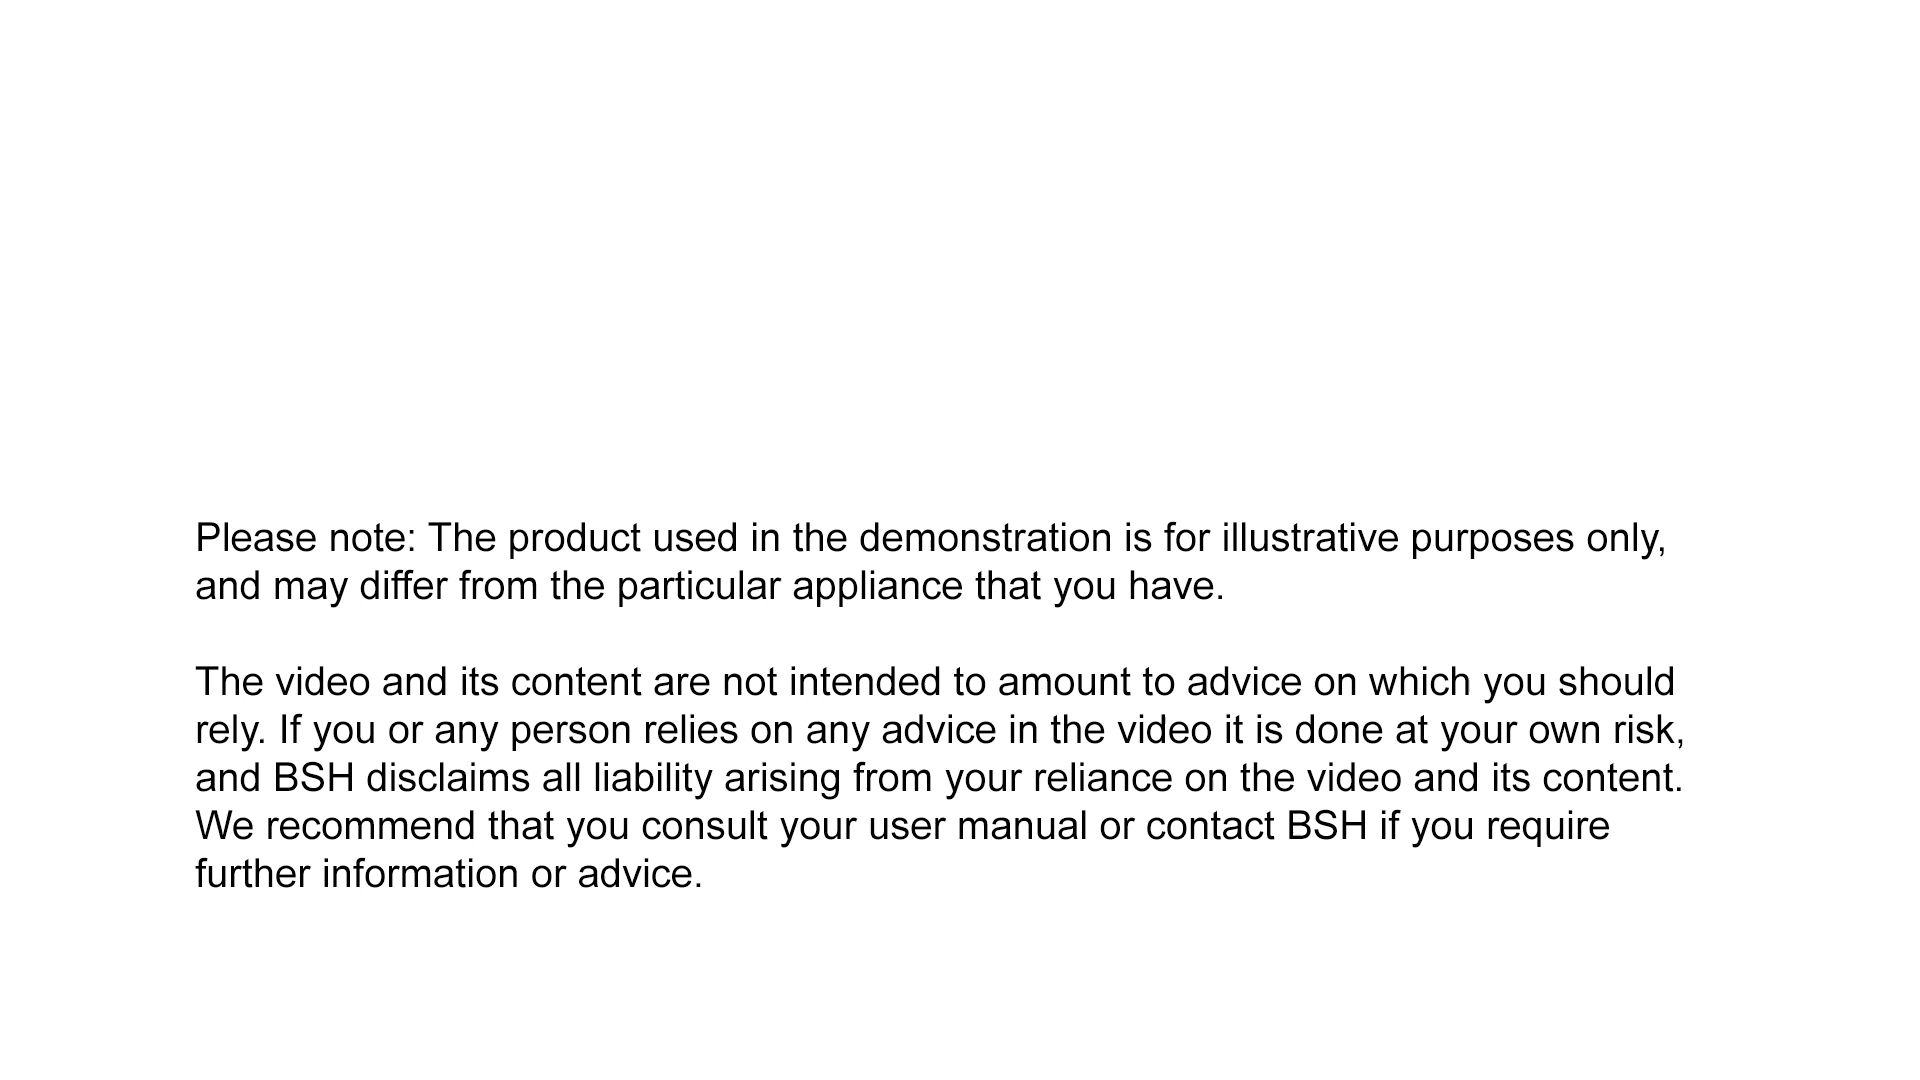 Please note: The product used in the demonstration is for illustrative purposes only,
and may differ from the particular appliance that you have.
The video and its content are not intended to amount to advice on which you should
rely. If you or any person relies on any advice in the video it is done at your own risk,
and BSH disclaims all liability arising from your reliance on the video and its content.
We recommend that you consult your user manual or contact BSH if you require
further information or advice.